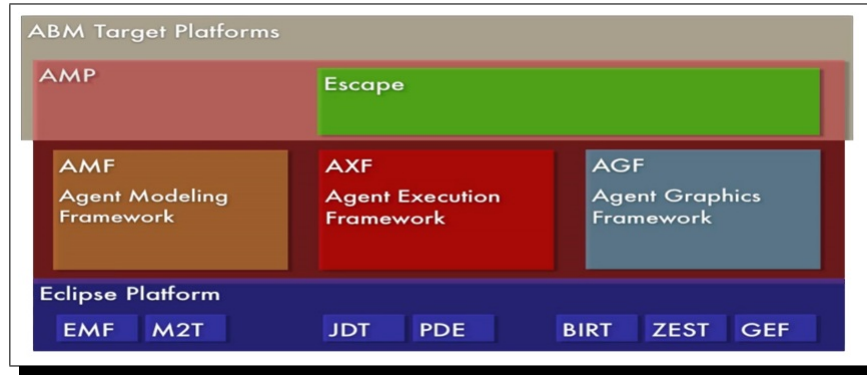 ABM Target Platforms
AMP
Escape
AMF
Agent Modeling
Framework
AXF
Agent Execution
Framework
AGF
Agent Graphics
Framework
Eclipse Platform
EMF M2T JDT PDE BIRT ZEST GEF